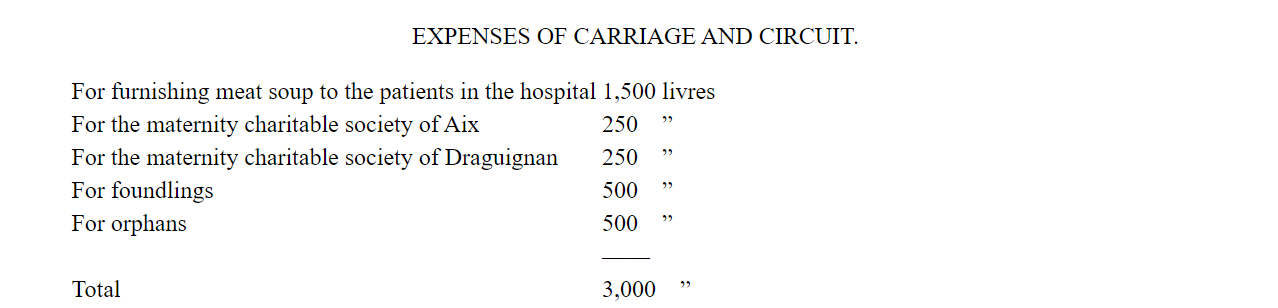 EXPENSES OF CARRIAGE AND CIRCUIT.
For furnishing meat soup to the patients in the hospital 1,500 livres
For the maternity charitable society of Aix 250 ”
For the maternity charitable society of Draguignan 250 ”
For foundlings 500 ”
For orphans 500 ”
Total 3,000 ”